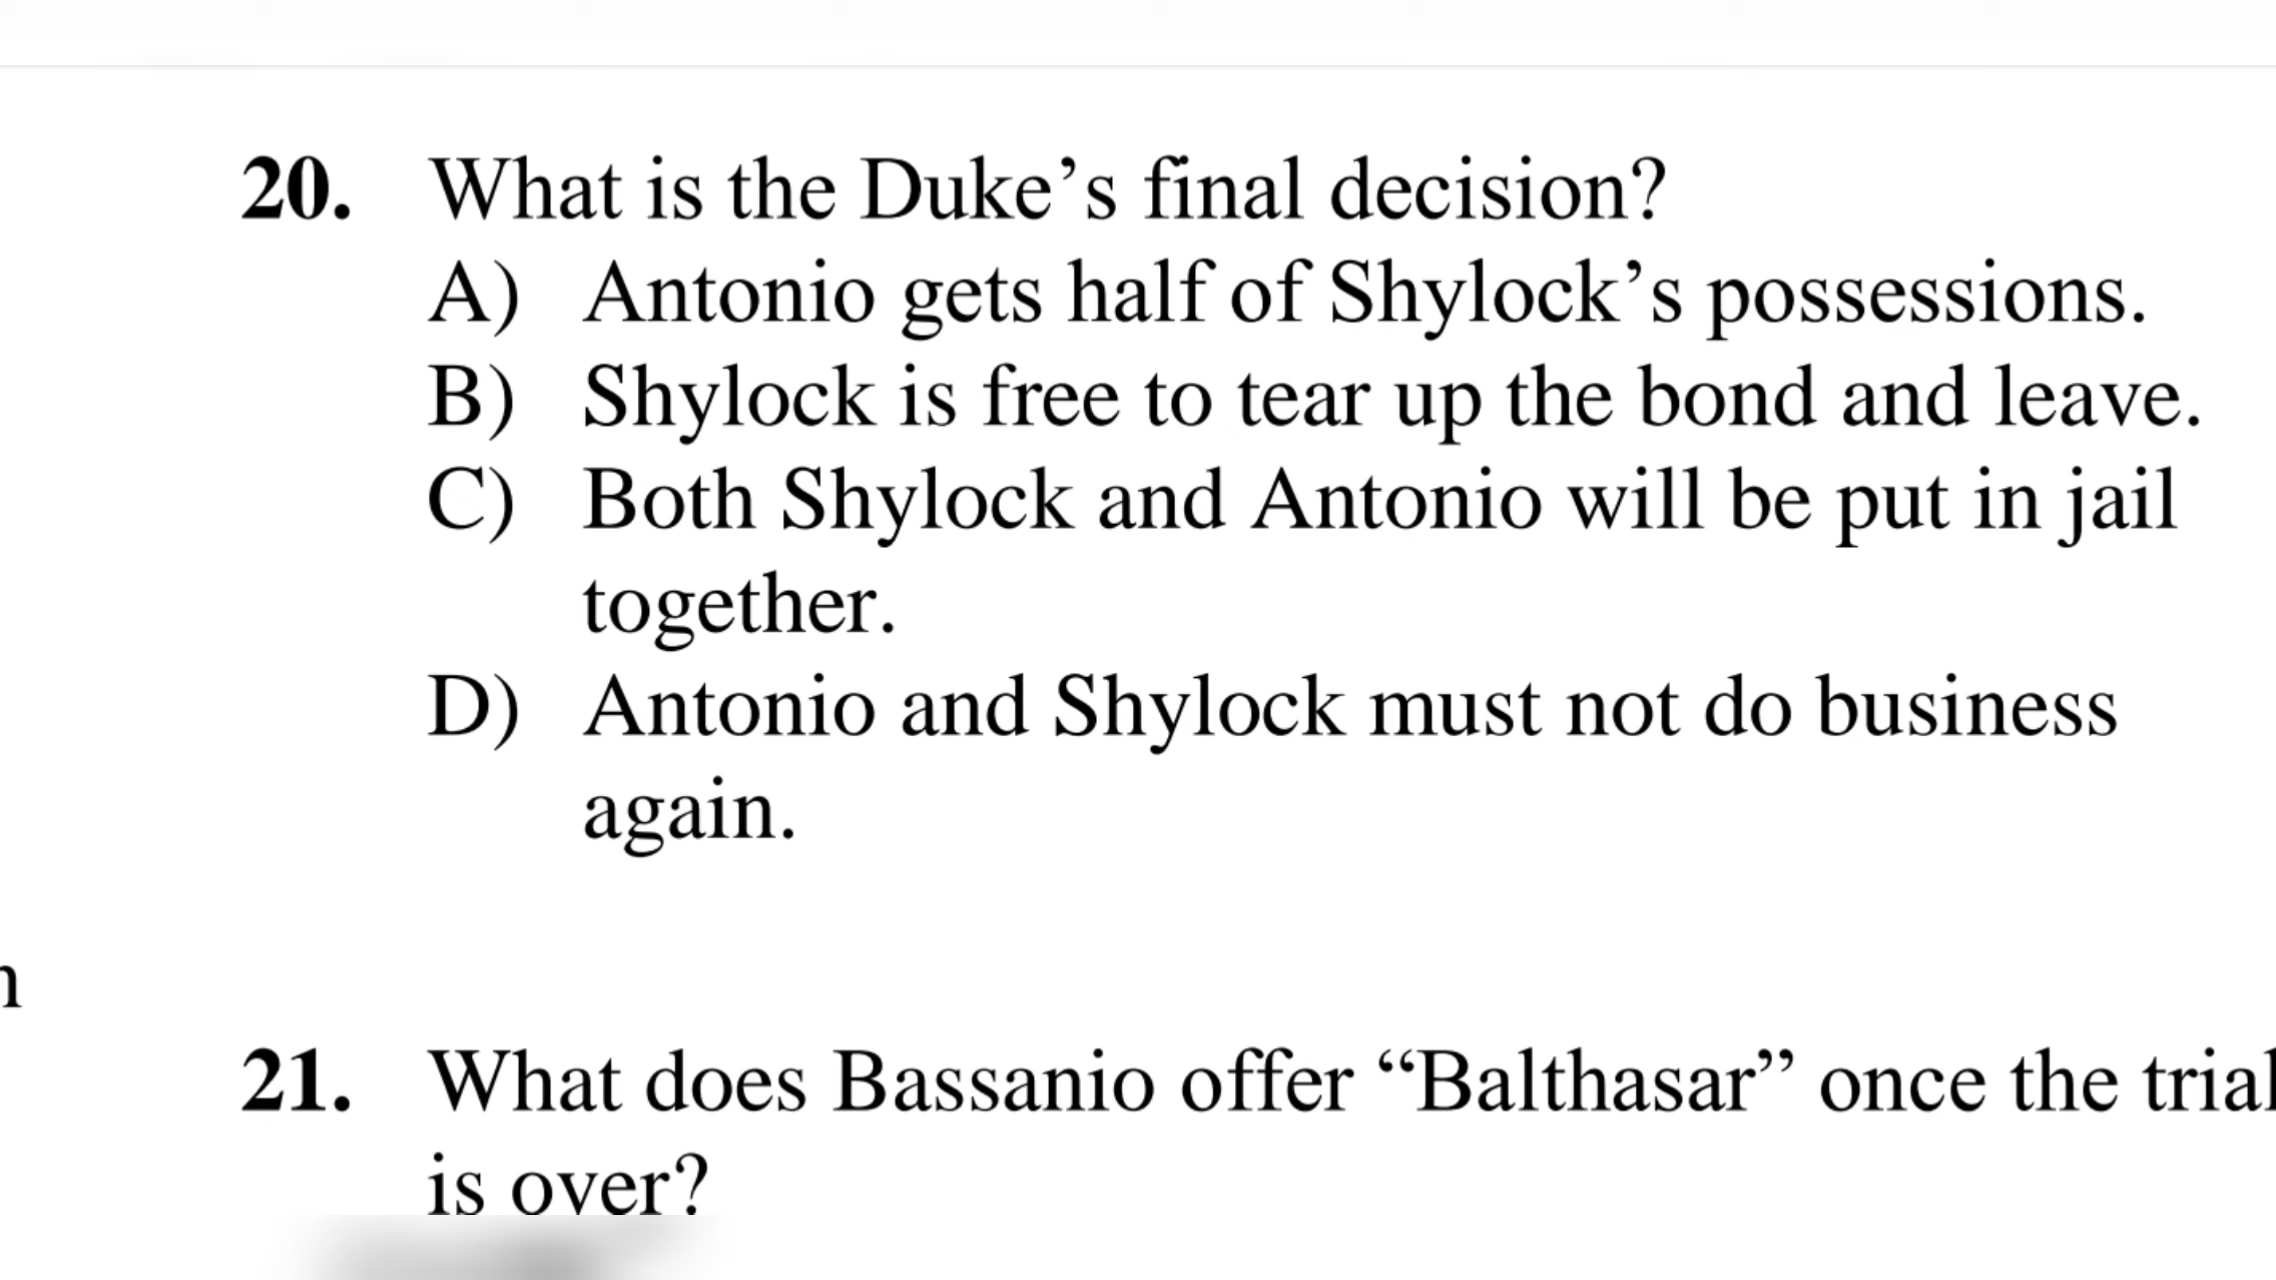 20. What is the Duke’s final decision?
A) Antonio gets half of Shylock’s possessions.
B) Shylock is free to tear up the bond and leave.
C) Both Shylock and Antonio will be put in jail
together.
D) Antonio and Shylock must not do business
again.
21. What does Bassanio offer “Balthasar” once the trial
is over?